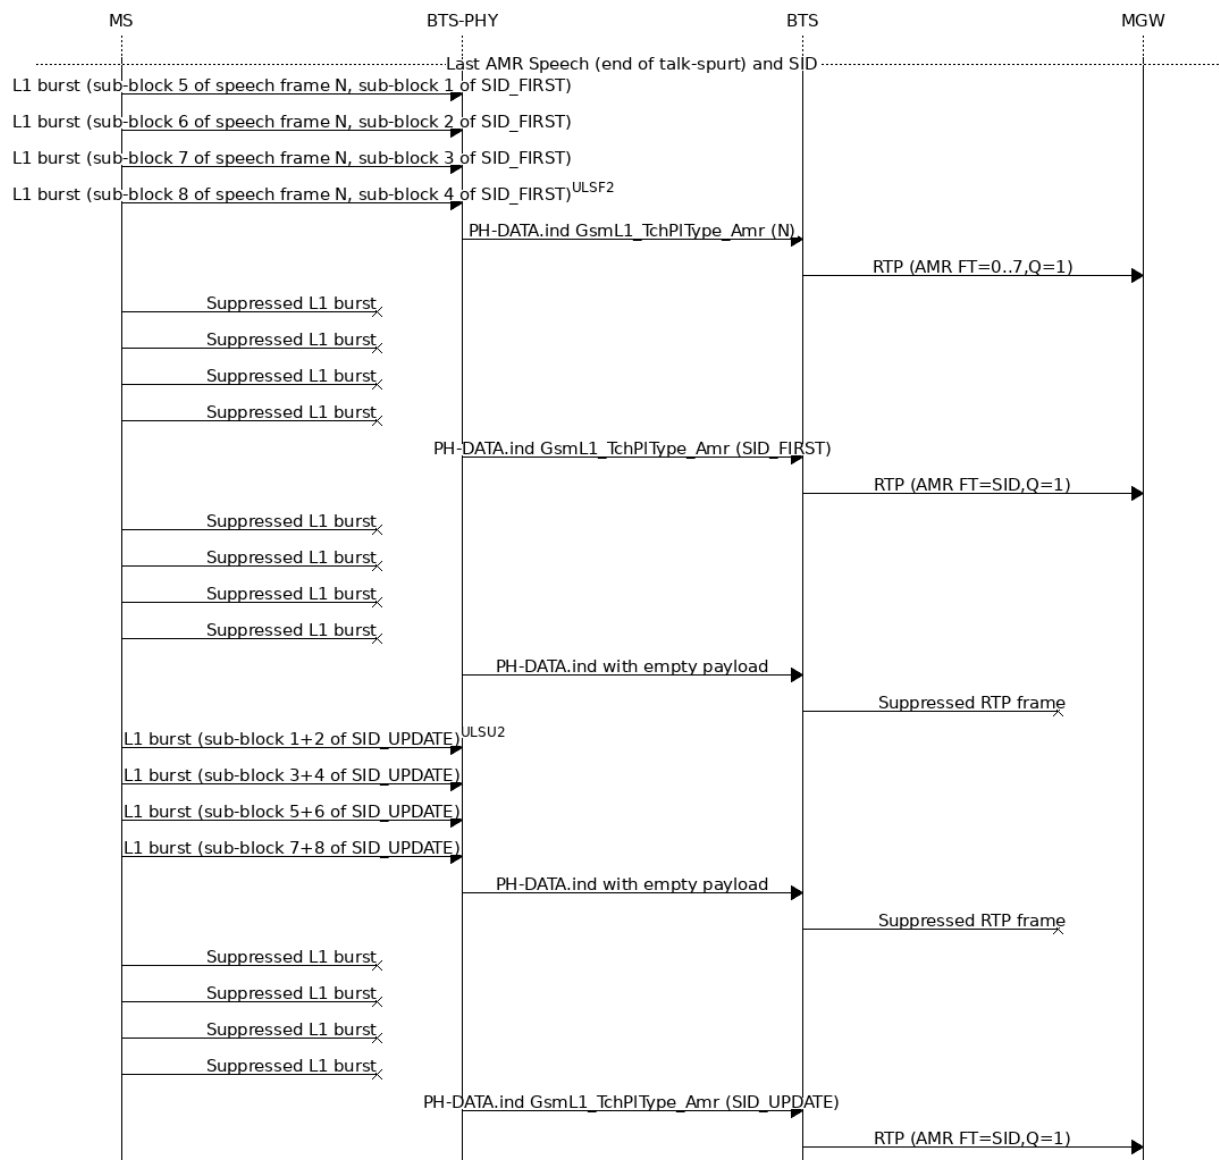 MS BTS-PHY BTS MGW
Last AMR Speech (end of talk-spurt) and SID
L1 burst (sub-block 5 of speech frame N, sub-block 1 of SID_FIRST)
L1 burst (sub-block 6 of speech frame N, sub-block 2 of SID_FIRST)
L1 burst (sub-block 7 of speech frame N, sub-block 3 of SID_FIRST)
L1 burst (sub-block 8 of speech frame N, sub-block 4 of SID_FIRST)ULSF2
PH-DATA.ind GsmL1_TchPlType_Amr (N)
RTP (AMR FT=0..7,Q=1)
Suppressed L1 burst
Suppressed L1 burst
Suppressed L1 burst
Suppressed L1 burst
PH-DATA.ind GsmL1_TchPlType_Amr (SID_FIRST)
RTP (AMR FT=SID,Q=1)
Suppressed L1 burst
Suppressed L1 burst
Suppressed L1 burst
Suppressed L1 burst
PH-DATA.ind with empty payload
Suppressed RTP frame
L1 burst (sub-block 1+2 of SID_UPDATE)ULSU2
L1 burst (sub-block 3+4 of SID_UPDATE)
L1 burst (sub-block 5+6 of SID_UPDATE)
L1 burst (sub-block 7+8 of SID_UPDATE)
PH-DATA.ind with empty payload
Suppressed RTP frame
Suppressed L1 burst
Suppressed L1 burst
Suppressed L1 burst
Suppressed L1 burst
PH-DATA.ind GsmL1_TchPlType_Amr (SID_UPDATE)
RTP (AMR FT=SID,Q=1)